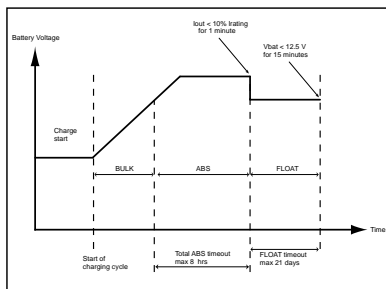 Iout < 10% Irating
for 1 minute
Battery Voltage
Vbat < 12.5 V
for 15 minutes
Charge
start
BULK
ABS
FLOAT
Time
Start of
charging cycle
Total ABS timeout
max 8 hrs
FLOAT timeout
max 21 days